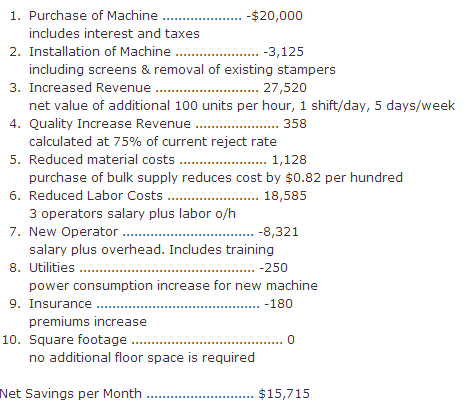 1. Purchase of Machine .................... -$20,000
includes interest and taxes
2. Installation of Machine ..................... -3,125
including screens & removal of existing stampers
3. Increased Revenue .......................... 27,520
net value of additional 100 units per hour, 1 shift/day, 5 days/week
4. Quality Increase Revenue ..................... 358
calculated at 75% of current reject rate
5. Reduced material costs ...................... 1,128
purchase of bulk supply reduces cost by $0.82 per hundred
6. Reduced Labor Costs ....................... 18,585
3 operators salary plus labor o/h
7. New Operator ................................. -8,321
salary plus overhead. Includes training
8. Utilities ............................................ -250
power consumption increase for new machine
9. Insurance ......................................... -180
premiums increase
10. Square footage ...................................... 0
no additional floor space is required
Net Savings per Month ........................... $15,715